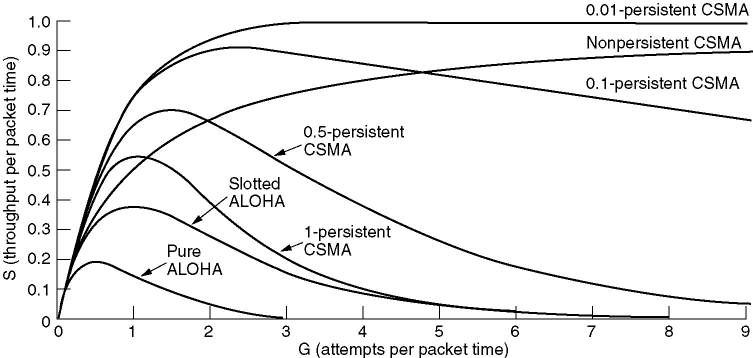 0.01-persistent CSMA
Nonpersistent CSMA
0.1-persistent CSMA
0.5-persistent
CSMA
Slotted
ALOHA
1-persistent
CSMA
Pure
ALOHA
S (throughput per packet time)
1.0
0.9
0.8
0.7
0.6
0.5
0.4
0.3
0.2
0.1
0
0 1 2 3 4 5 6 7 8 9
G (attempts per packet time)